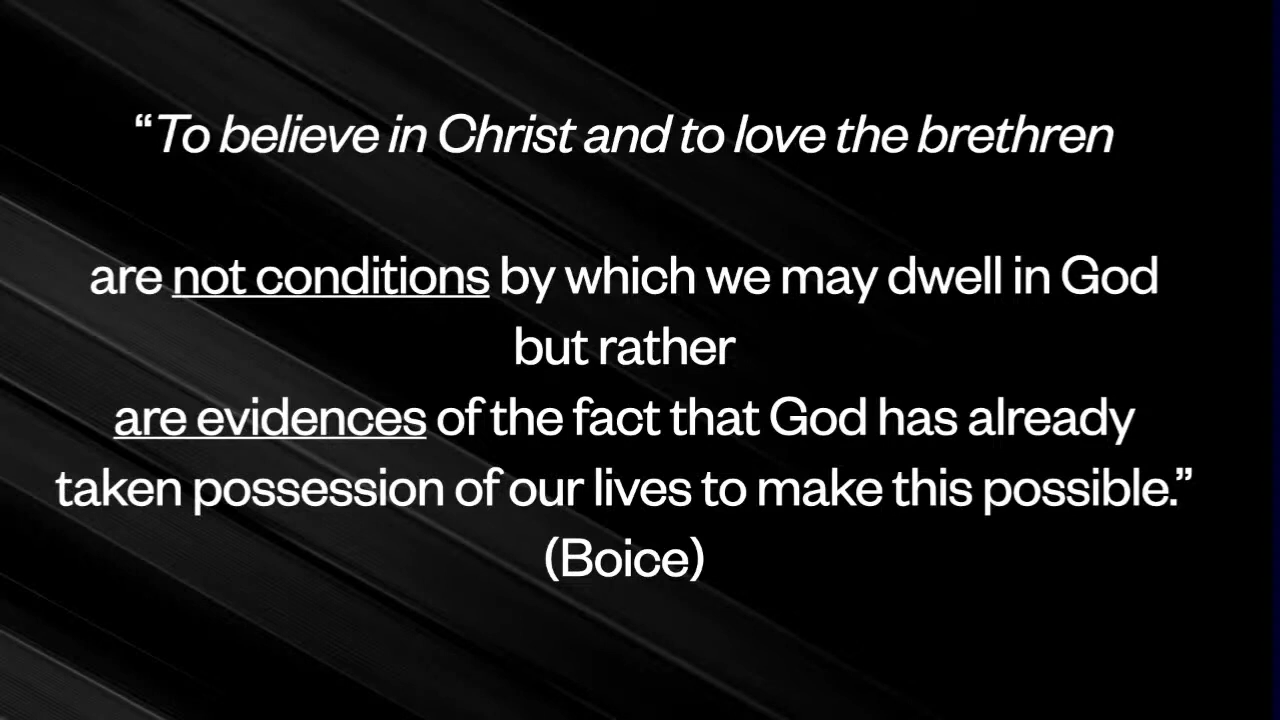 “To believe in Christ and to love the brethren
are not conditions by which we may dwell in God
but rather
are evidences of the fact that God has already
taken possession of our lives to make this possible.”
(Boice)